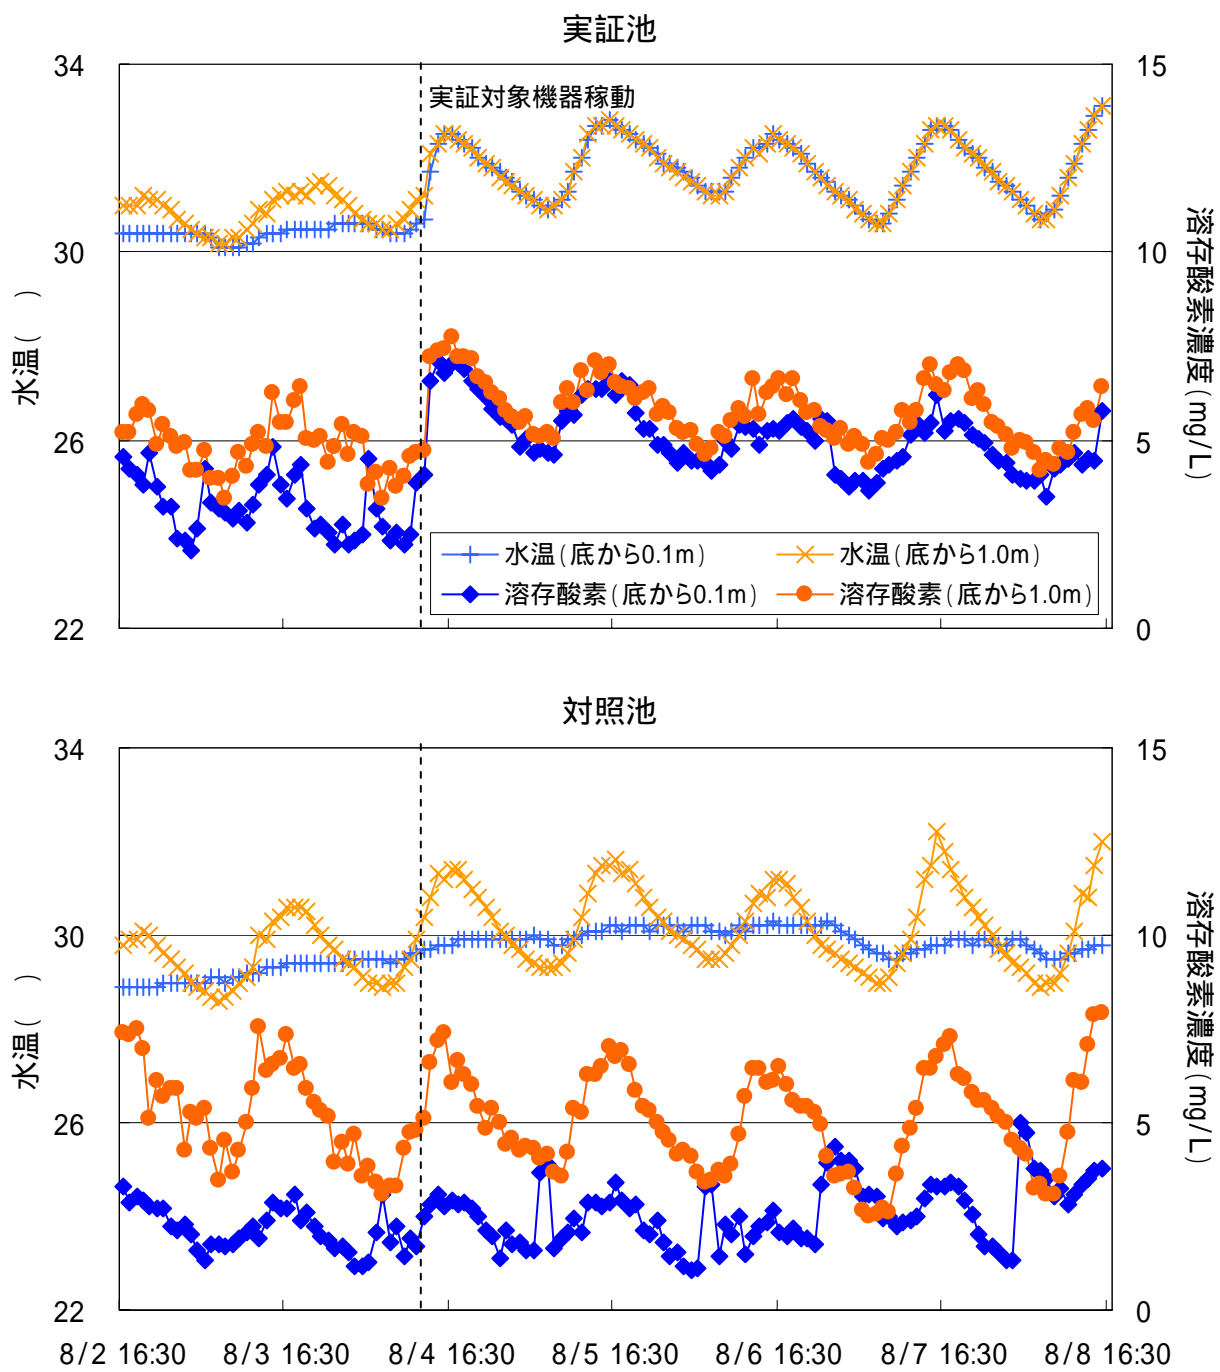 実証池
34
15
実証対象機器稼動
30
10
水温( )
溶存酸素濃度(mg/L)
26
5
水温(底から0.1m)
水温(底から1.0m)
溶存酸素(底から0.1m)
溶存酸素(底から1.0m)
22
0
対照池
34
15
30
10
水温( )
溶存酸素濃度(mg/L)
26
5
22
0
8/2 16:30
8/3 16:30
8/4 16:30
8/5 16:30
8/6 16:30
8/7 16:30
8/8 16:30